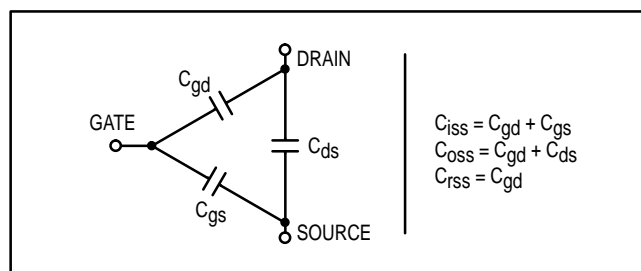 DRAIN
Cgd
GATE
Cds
Cgs
SOURCE
Ciss = Cgd + Cgs
Coss = Cgd + Cds
Crss = Cgd